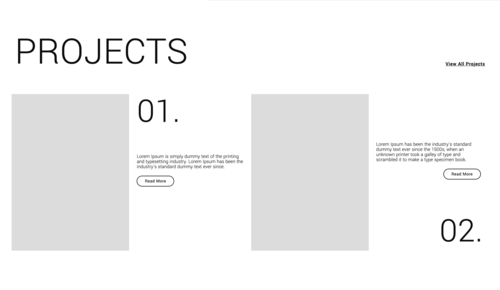 PROJECTS
View All Projects
01.
Lorem Ipsum is simply dummy text of the printing
and typesetting industry. Lorem Ipsum has been the
industry's standard dummy text ever since.
Read More
Lorem Ipsum has been the industry's standard
dummy text ever since the 1500s, when an
unknown printer took a galley of type and
scrambled it to make a type specimen book.
Read More
02.